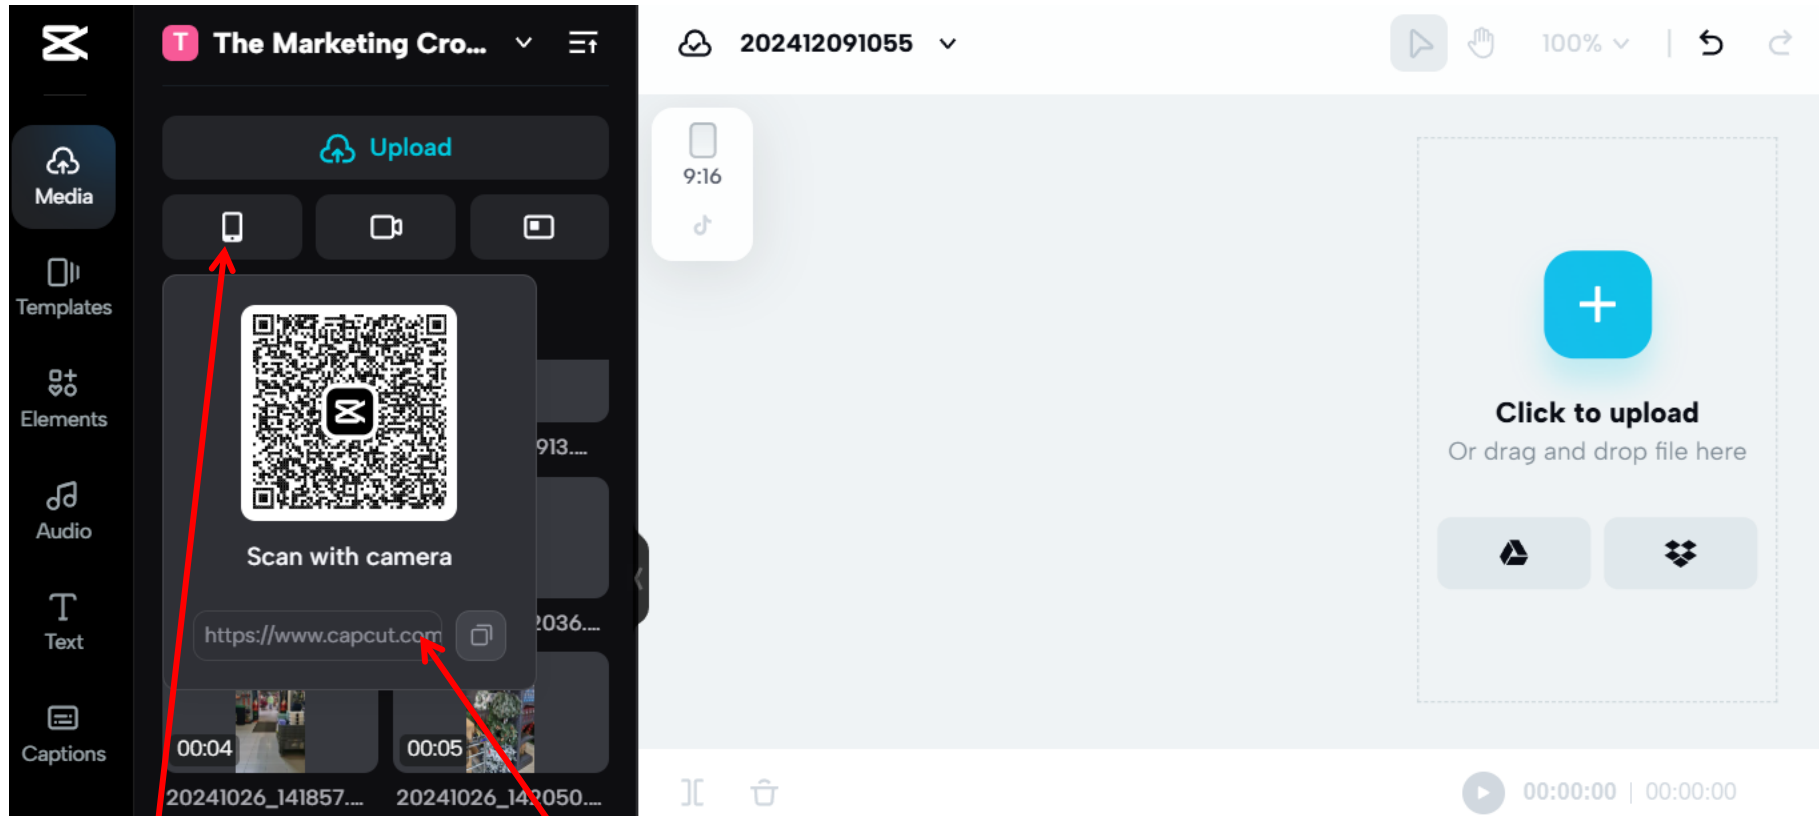 T The Marketing Cro...
202412091055
100%
Upload
Media
9:16
Templates
Elements
Click to upload
Or drag and drop file here
913....
Audio
Scan with camera
Text
https://www.capcut.com
2036....
Captions
00:04
00:05
20241026_141857....
20241026_142050....
00:00:00 | 00:00:00